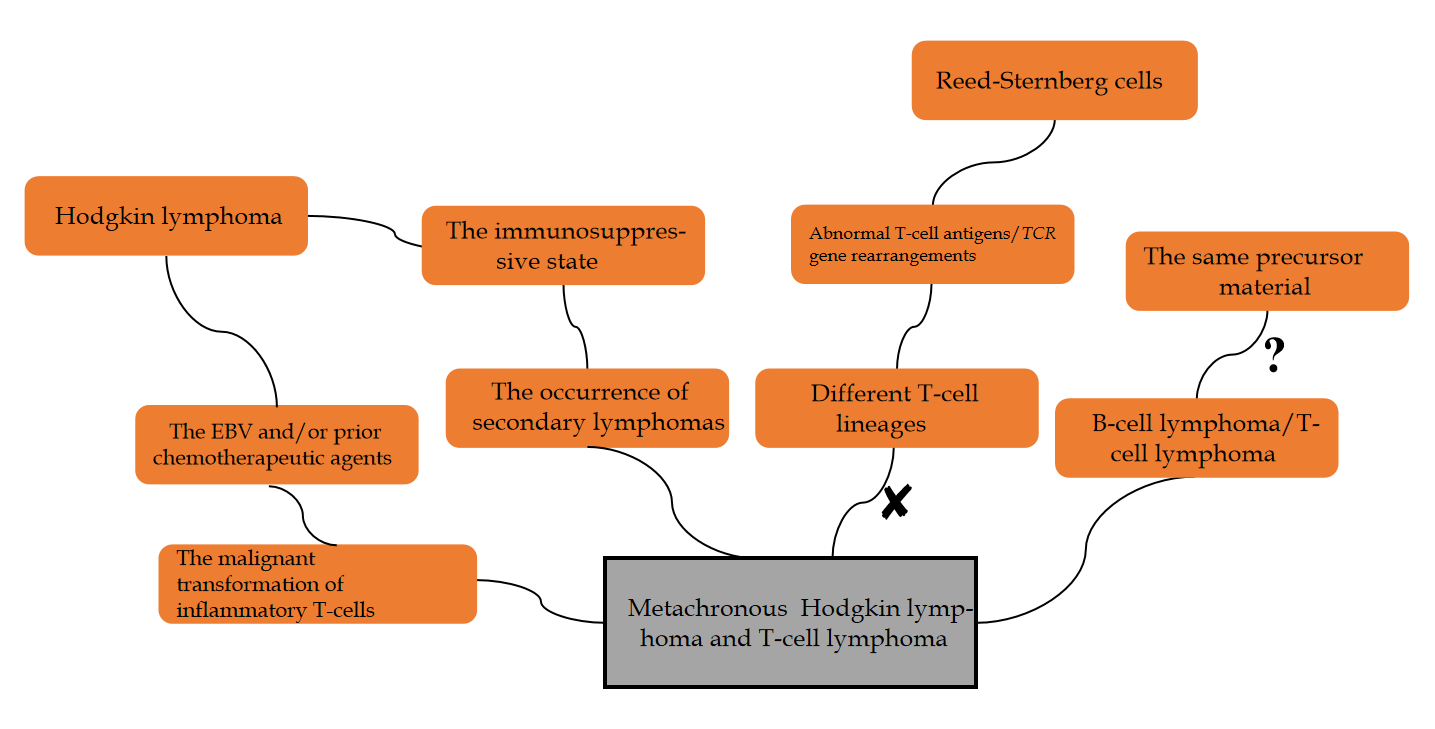 Reed-Sternberg cells
Hodgkin lymphoma
The immunosuppres-
sive state
Abnormal T-cell antigens/TCR
gene rearrangements
The same precursor
material
?
The occurrence of
secondary lymphomas
Different T-cell
lineages
B-cell lymphoma/T-
cell lymphoma
The EBV and/or prior
chemotherapeutic agents
✘
The malignant
transformation of
inflammatory T-cells
Metachronous  Hodgkin lymp-
homa and T-cell lymphoma